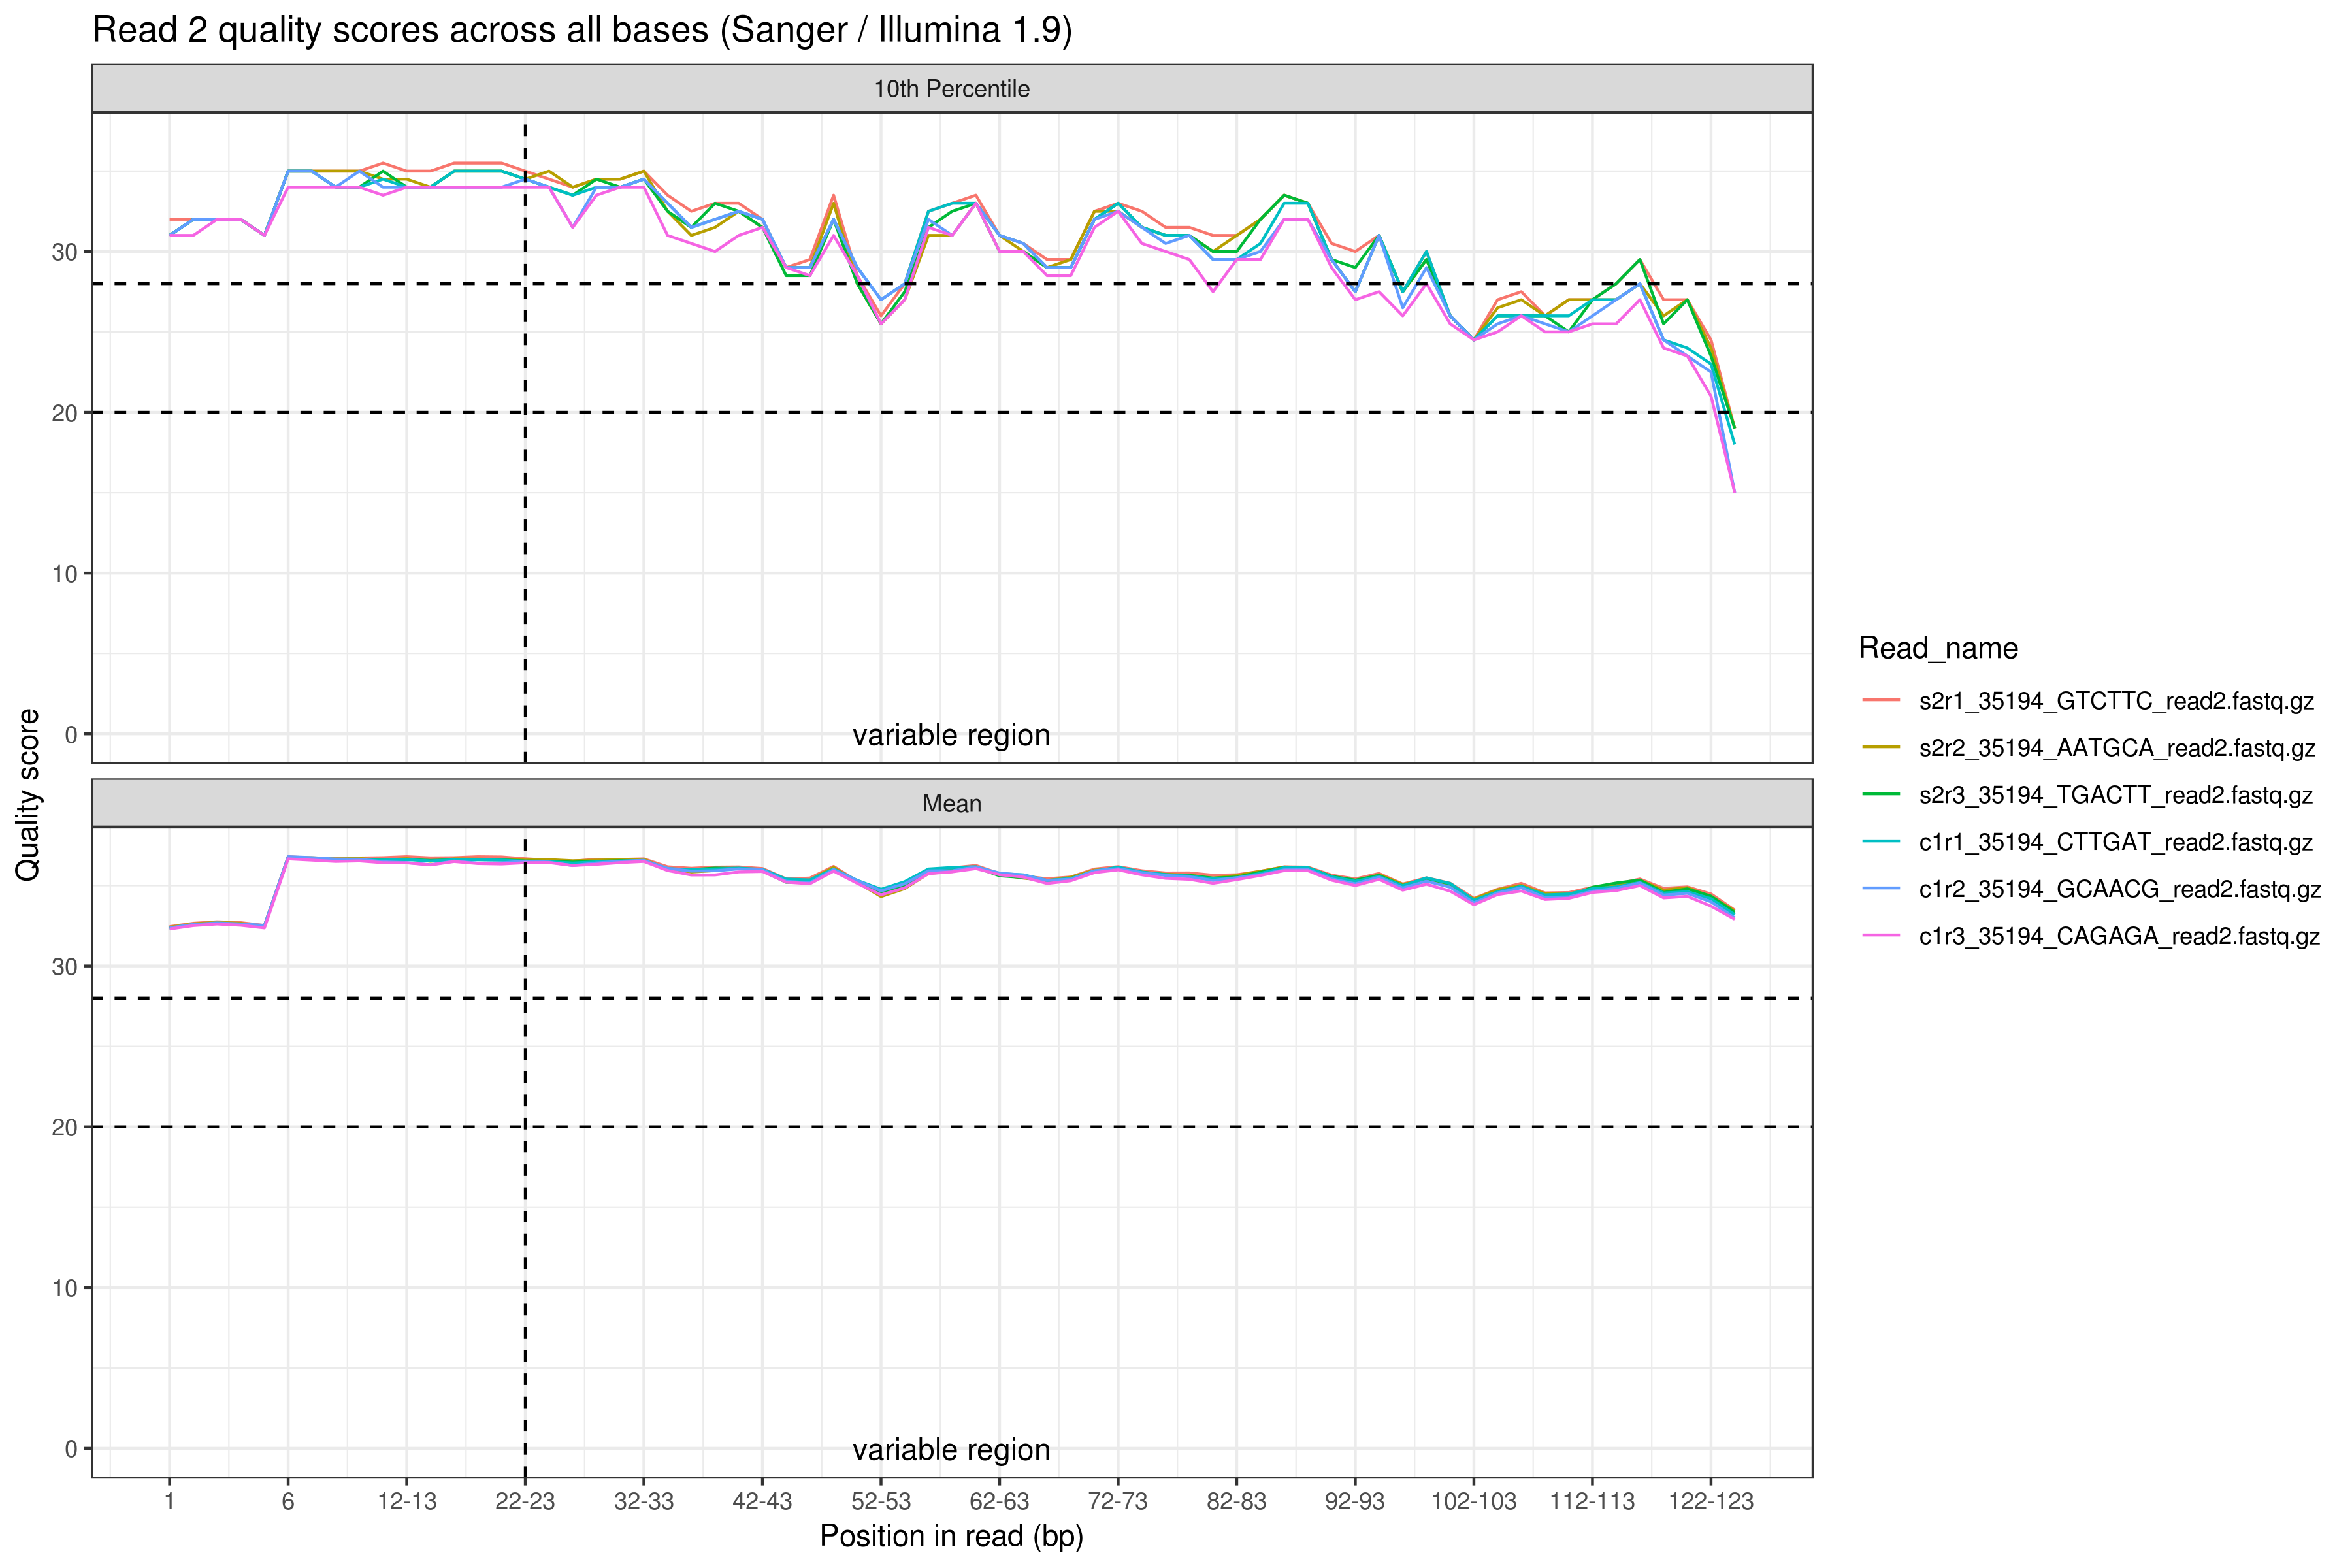 Read 2 quality scores across all bases (Sanger / Illumina 1.9)
10th Percentile
30
20
10
0
variable region
Quality score
Mean
30
20
10
0
variable region
1 6 12-13 22-23 32-33 42-43 52-53 62-63 72-73 82-83 92-93 102-103 112-113 122-123
Position in read (bp)
Read_name
s2r1_35194_GTCTTC_read2.fastq.gz
s2r2_35194_AATGCA_read2.fastq.gz
s2r3_35194_TGACTT_read2.fastq.gz
c1r1_35194_CTTGAT_read2.fastq.gz
c1r2_35194_GCAACG_read2.fastq.gz
c1r3_35194_CAGAGA_read2.fastq.gz